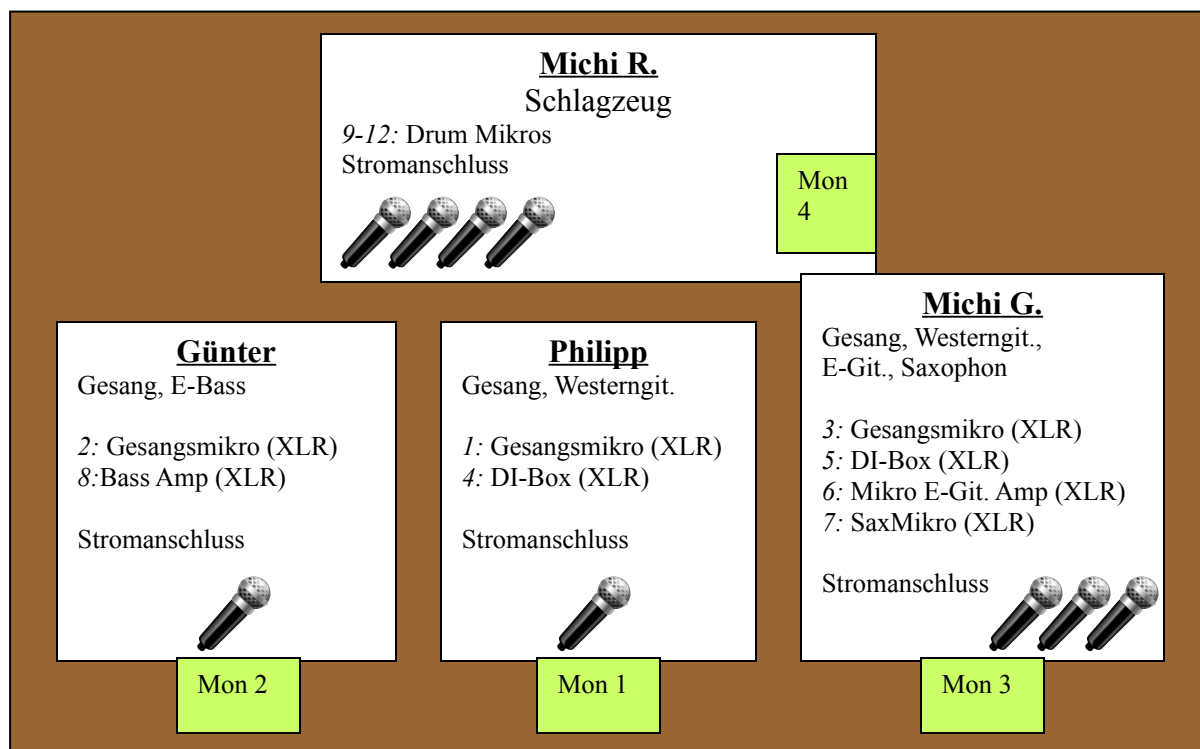 Michi R.
Schlagzeug
9-12: Drum Mikros
Stromanschluss
Mon
4
Günter
Gesang, E-Bass
2: Gesangsmikro (XLR)
8:Bass Amp (XLR)
Stromanschluss
Mon 2
Philipp
Gesang, Westerngit.
1: Gesangsmikro (XLR)
4: DI-Box (XLR)
Stromanschluss
Mon 1
Michi G.
Gesang, Westerngit.,
E-Git., Saxophon
3: Gesangsmikro (XLR)
5: DI-Box (XLR)
6: Mikro E-Git. Amp (XLR)
7: SaxMikro (XLR)
Stromanschluss
Mon 3